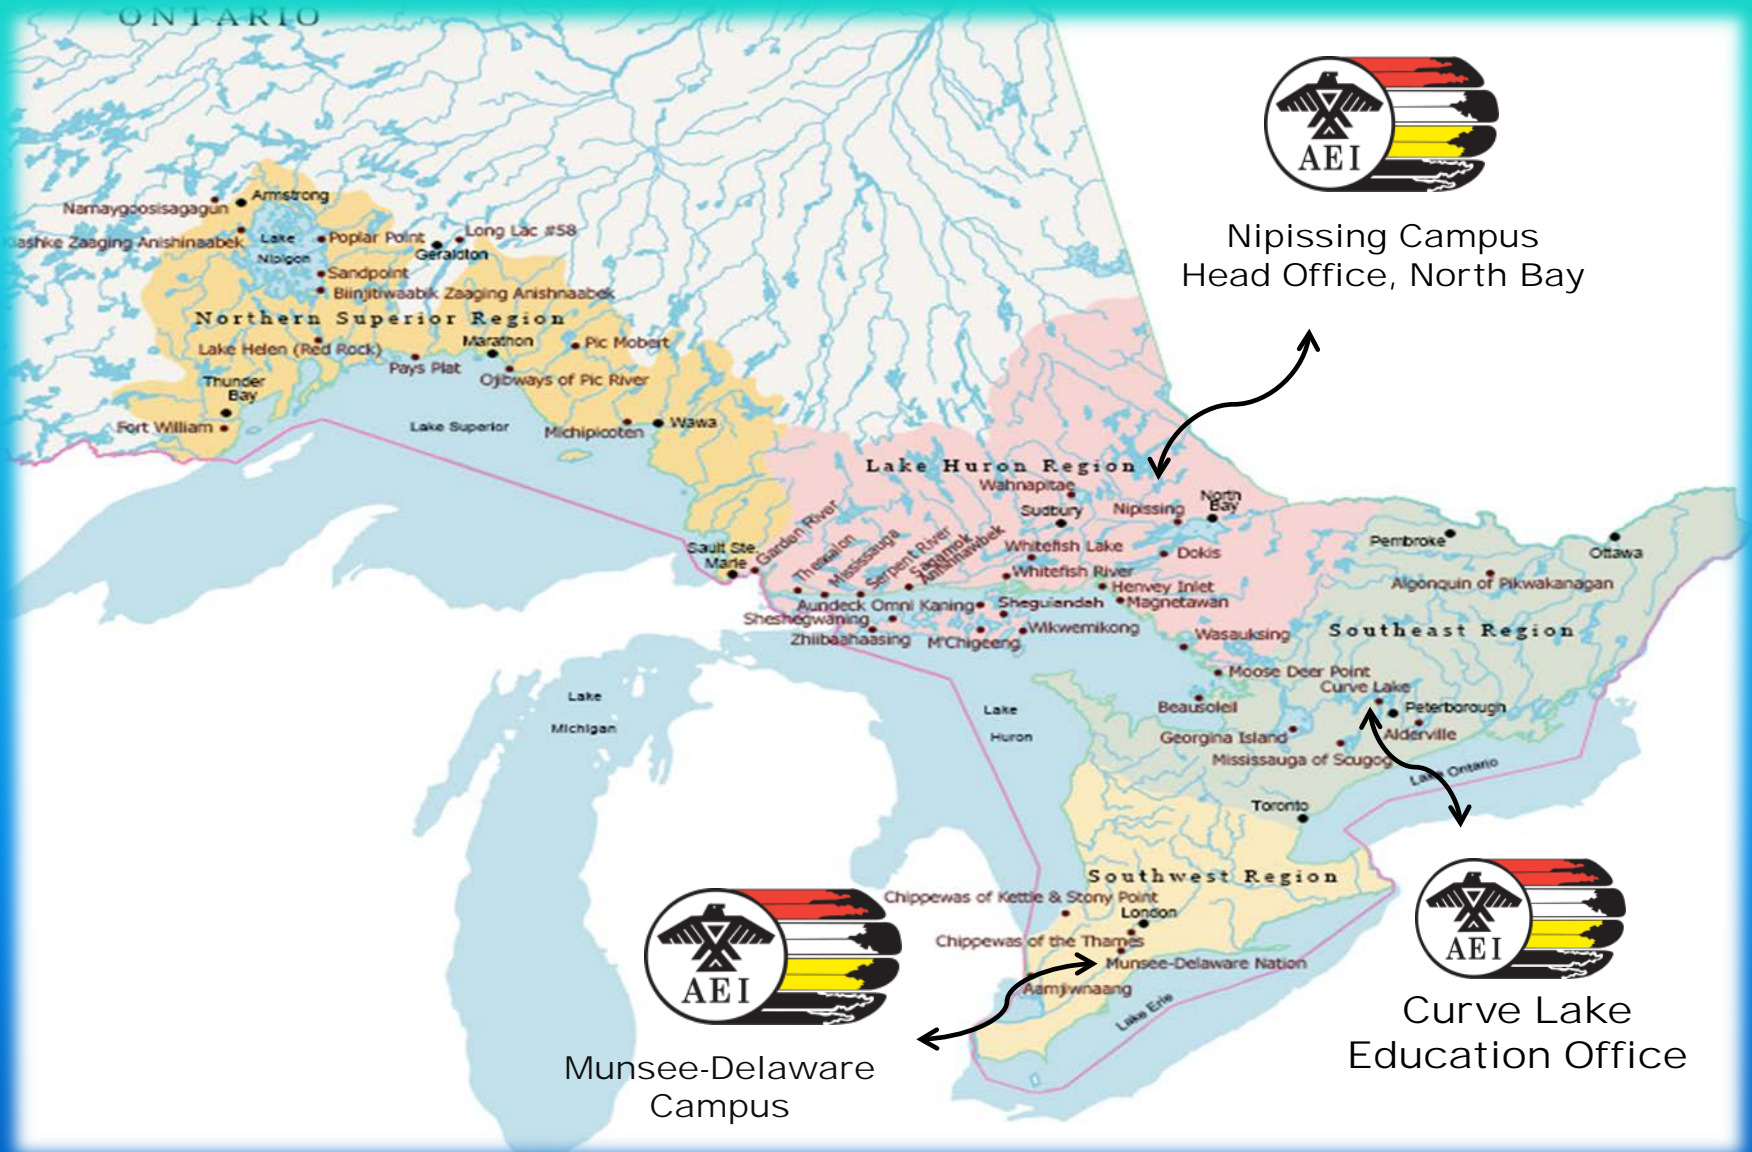 ONTARIO
AEI
Nipissing Campus
Head Office, North Bay
Armstrong
Namaygoosisagagun
Zaaging Anishinaabek
Lake
Nipigon
Poplar Point
Long Lac #58
Geraldton
Sandpoint
Biinjitiwaabik Zaaging Anishnaabek
Northern Superior Region
Lake Helen (Red Rock)
Marathon
Pic Mobert
Pays Plat
Ojibways of Pic River
Thunder
Bay
Fort William
Lake Superior
Michipicoten
Wawa
Lake Huron Region
Wahnapitae
Sudbury
Nipissing
North
Bay
Sault Ste.
Marie
Garden River
Thessalon
Mississauga
Serpent River
Sagamok
Anishnawbek
Whitefish Lake
Dokis
Whitefish River
Henvey Inlet
Aundeck Omni Kaning
Sheguiandah
Magnetawan
Sheshegwaning
Zhiibaahaasing
M'Chigeeng
Wikwemikong
Wasauksing
Pembroke
Ottawa
Algonquin of Pikwakanagan
Southeast Region
Moose Deer Point
Curve Lake
Beausoleil
Peterborough
Georgina Island
Alderville
Mississauga of Scugog
Lake Ontario
Lake
Michigan
Lake
Huron
Toronto
Southwest Region
Chippewas of Kettle & Stony Point
London
Chippewas of the Thames
Munsee-Delaware Nation
Aamjiwnaang
Lake Erie
AEI
Munsee-Delaware
Campus
AEI
Curve Lake
Education Office